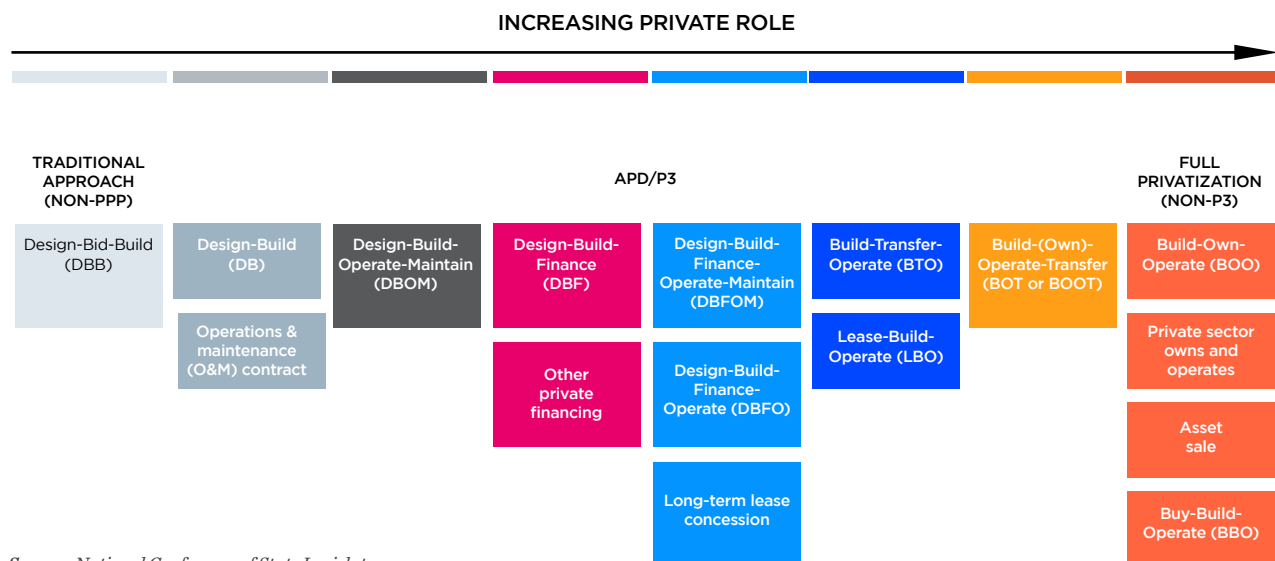 INCREASING PRIVATE ROLE
TRADITIONAL
APPROACH
(NON-PPP)
APD/P3
FULL
PRIVATIZATION
(NON-P3)
Design-Bid-Build
(DBB)
Design-Build
(DB)
Operations &
maintenance
(O&M) contract
Design-Build-
Operate-Maintain
(DBOM)
Design-Build-
Finance
(DBF)
Other
private
financing
Design-Build-
Finance-
Operate-Maintain
(DBFOM)
Design-Build-
Finance-
Operate (DBFO)
Long-term lease
concession
Build-Transfer-
Operate (BTO)
Lease-Build-
Operate (LBO)
Build-(Own)-
Operate-Transfer
(BOT or BOOT)
Build-Own-
Operate (BOO)
Private sector
owns and
operates
Asset
sale
Buy-Build-
Operate (BBO)